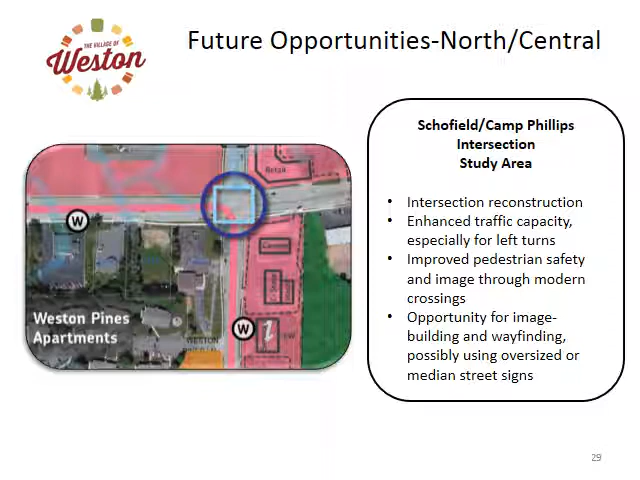 THE VILLAGE OF
Weston
Future Opportunities-North/Central
Schofield/Camp Phillips
Intersection
Study Area
• Intersection reconstruction
• Enhanced traffic capacity,
especially for left turns
• Improved pedestrian safety
and image through modern
crossings
• Opportunity for image-
building and wayfinding,
possibly using oversized or
median street signs
Retail
W
Weston Pines
Apartments
W
WESTON
29